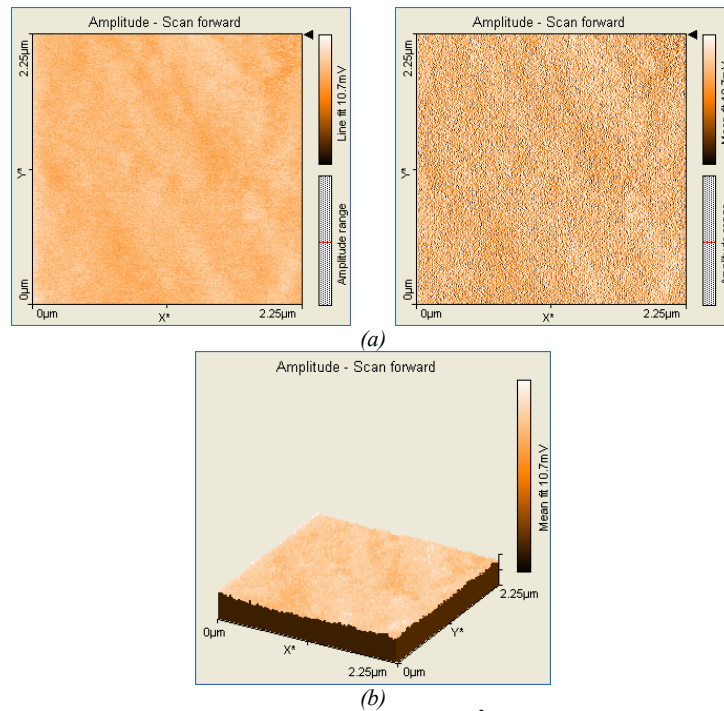 Amplitude - Scan forward
2.25µm
Y*
0µm
0µm
X*
2.25µm
Line fit 10.7mV
Amplitude range
Amplitude - Scan forward
2.25µm
Y*
0µm
0µm
X*
2.25µm
(a)
Amplitude - Scan forward
Mean fit 10.7mV
2.25µm
Y*
0µm
X*
2.25µm
0µm
(b)